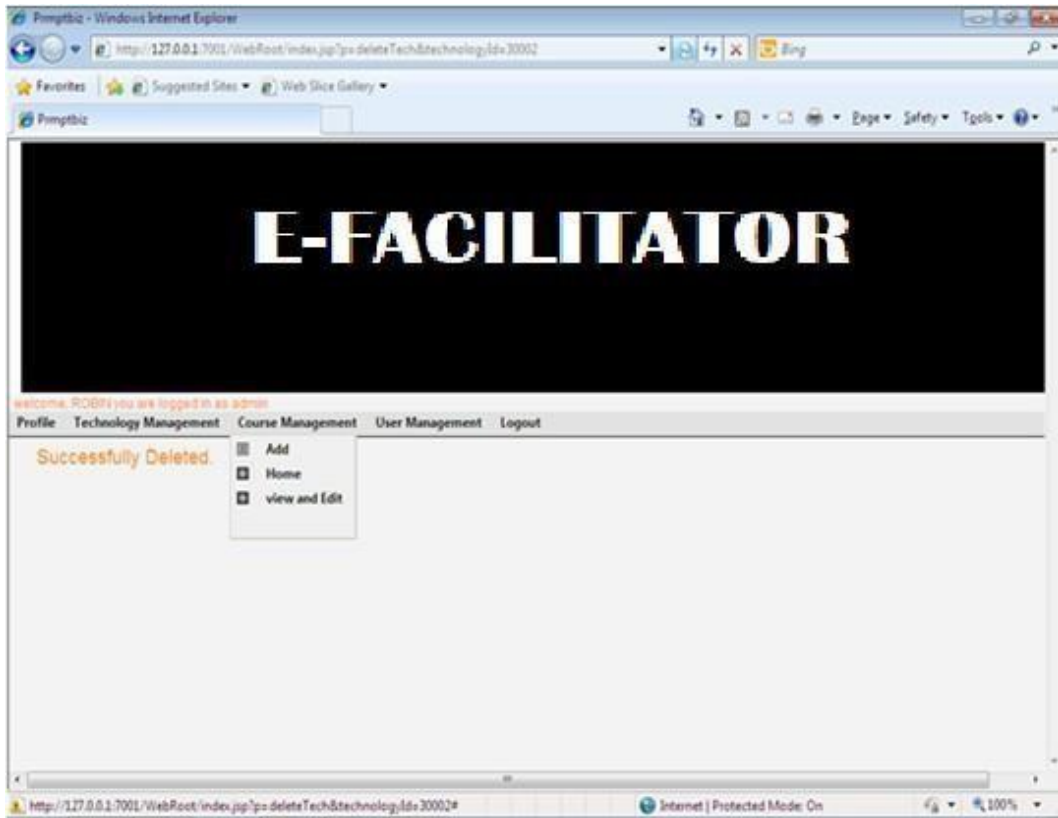 Prmptbiz - Windows Internet Explorer
http://127.0.0.1:7001/WebRoot/index.jsp?p=deleteTech&technologyId=30002
Bing
Favorites
Suggested Sites
Web Slice Gallery
Prmptbiz
Page
Safety
Tools
E-FACILITATOR
welcome, ROBIN you are logged in as admin
Profile
Technology Management
Course Management
User Management
Logout
Successfully Deleted.
Add
Home
view and Edit
http://127.0.0.1:7001/WebRoot/index.jsp?p=deleteTech&technologyId=30002#
Internet | Protected Mode: On
100%